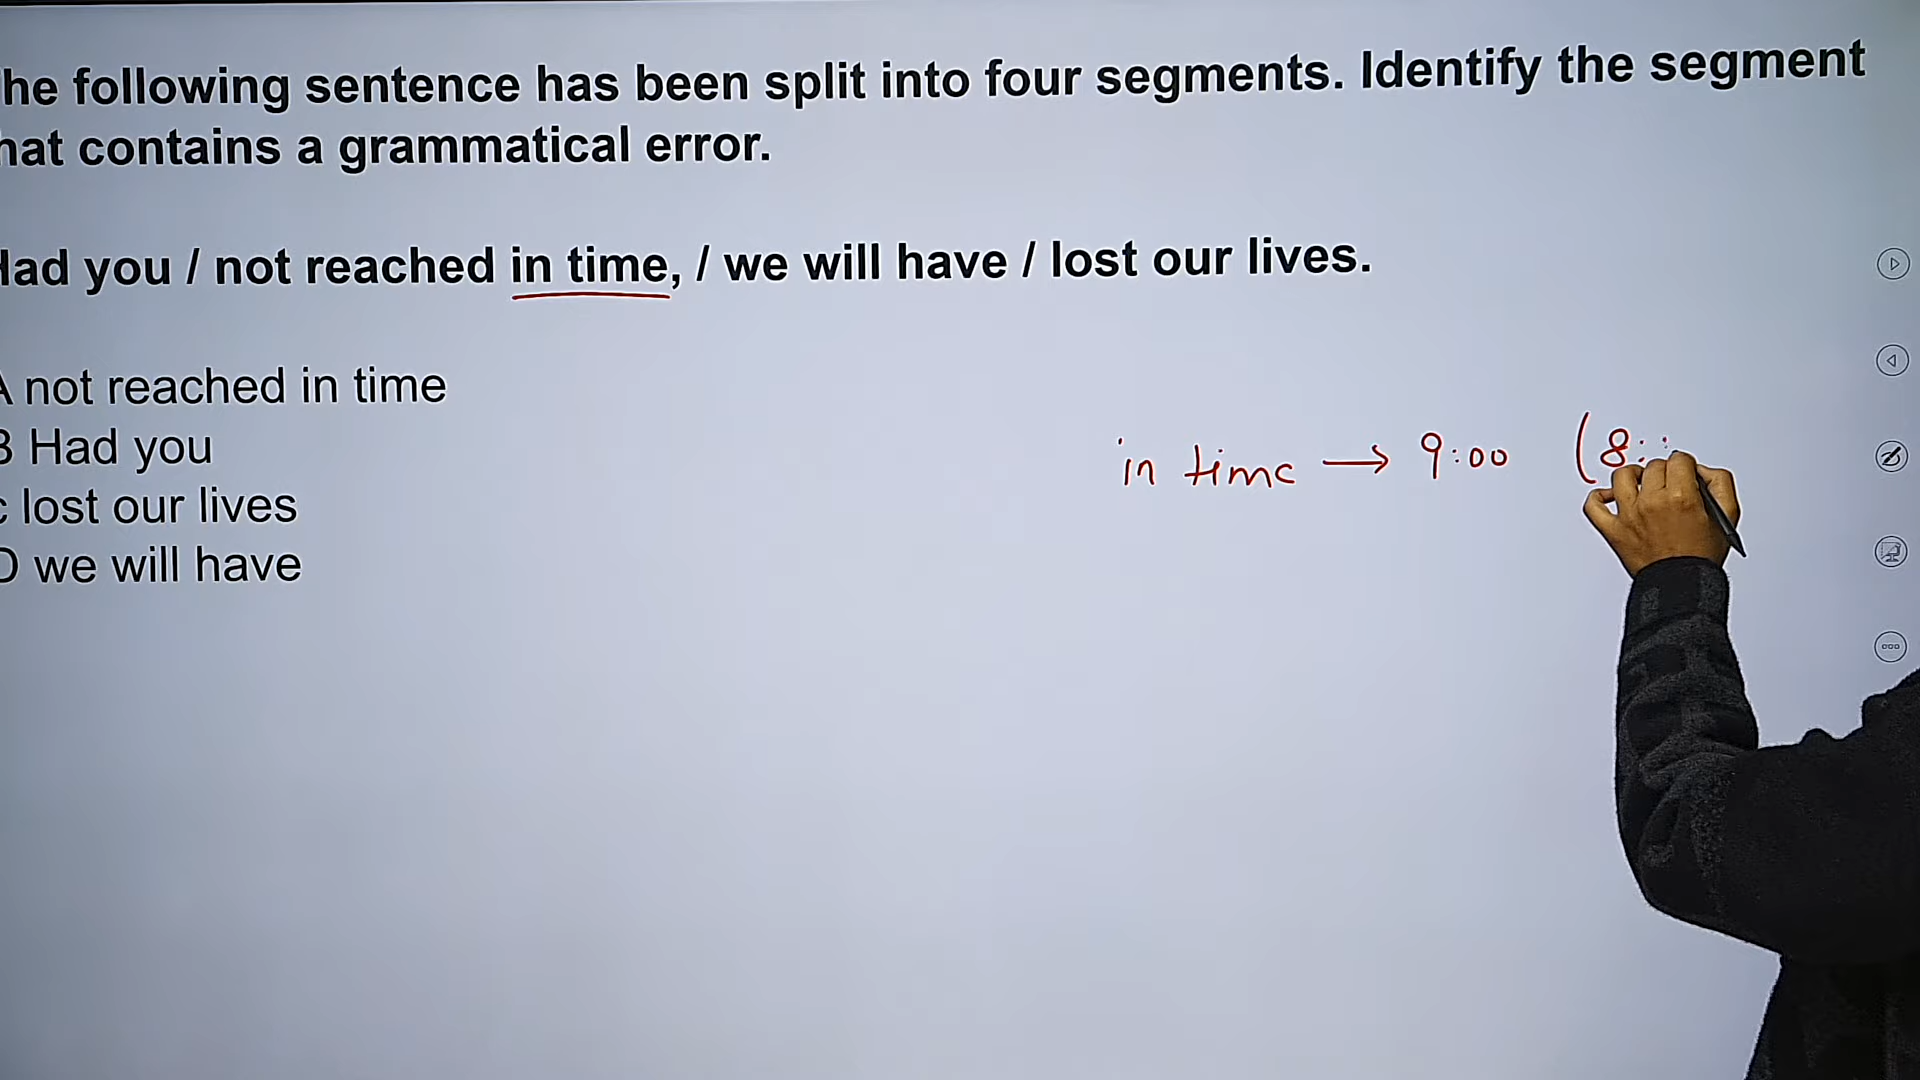 he following sentence has been split into four segments. Identify the segment
hat contains a grammatical error.
Had you / not reached in time, / we will have / lost our lives.
A not reached in time
B Had you
c lost our lives
D we will have
in time → 9:00 (8: